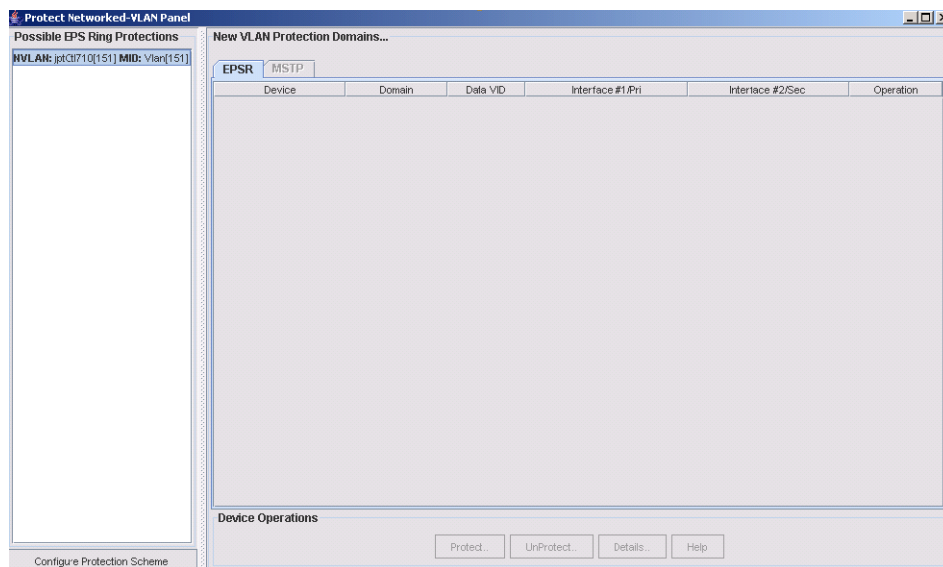 Protect Networked-VLAN Panel
Possible EPS Ring Protections
NVLAN: jptCtl710[151] MID: Vlan[151]
Configure Protection Scheme
New VLAN Protection Domains...
EPSR MSTP
Device Domain Data VID Interface #1/Pri Interface #2/Sec Operation
Device Operations
Protect.. UnProtect.. Details.. Help